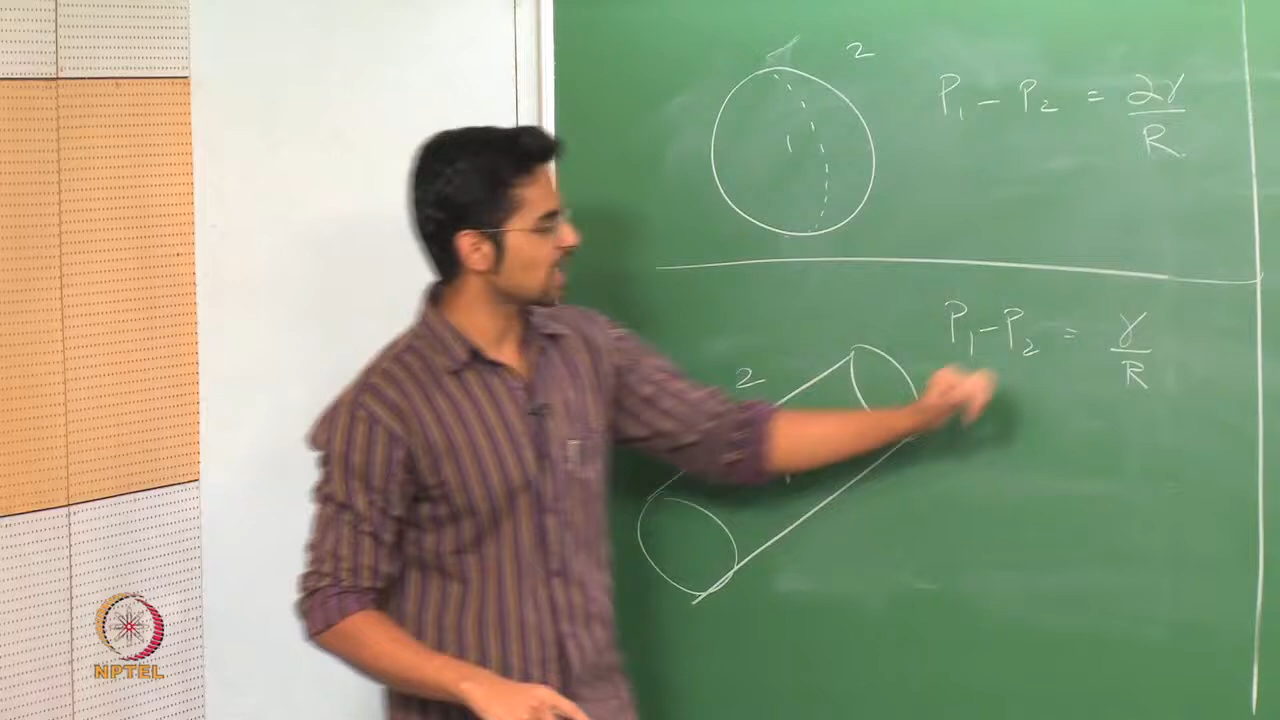 2
1
P₁ - P₂ = 2γ/R
P₁ - P₂ = γ/R
2
NPTEL